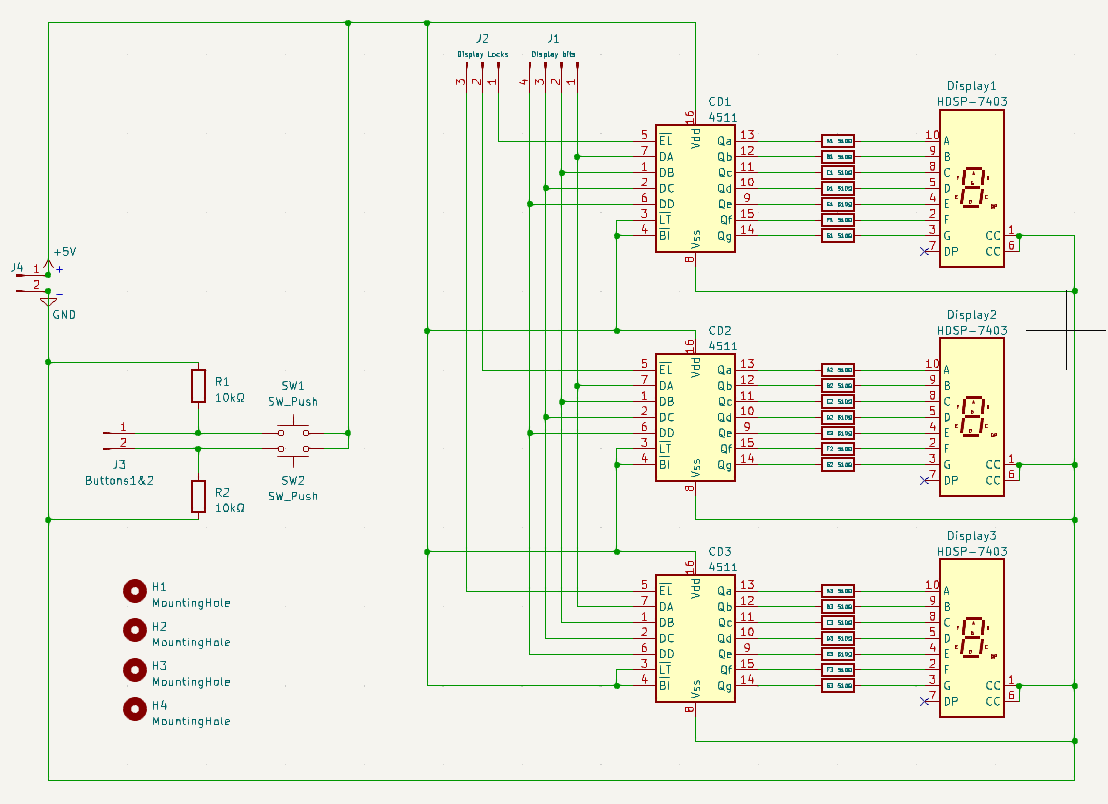 J2
Display Locks
3
2
1
J1
Display bits
4
3
2
1
+5V
J4
1
+
2
-
GND
R1
10kΩ
SW1
SW_Push
1
2
J3
Buttons1&2
SW2
SW_Push
R2
10kΩ
H1
MountingHole
H2
MountingHole
H3
MountingHole
H4
MountingHole
CD1
4511
16
Vdd
5 EL Qa 13
7 DA Qb 12
1 DB Qc 11
2 DC Qd 10
6 DD Qe 9
3 LT Qf 15
4 BI Qg 14
Vss
8
Display1
HDSP-7403
10 A
9 B
8 C
5 D
4 E
2 F
3 G CC 1
7 DP CC 6
CD2
4511
16
Vdd
5 EL Qa 13
7 DA Qb 12
1 DB Qc 11
2 DC Qd 10
6 DD Qe 9
3 LT Qf 15
4 BI Qg 14
Vss
8
Display2
HDSP-7403
10 A
9 B
8 C
5 D
4 E
2 F
3 G CC 1
7 DP CC 6
CD3
4511
16
Vdd
5 EL Qa 13
7 DA Qb 12
1 DB Qc 11
2 DC Qd 10
6 DD Qe 9
3 LT Qf 15
4 BI Qg 14
Vss
8
Display3
HDSP-7403
10 A
9 B
8 C
5 D
4 E
2 F
3 G CC 1
7 DP CC 6